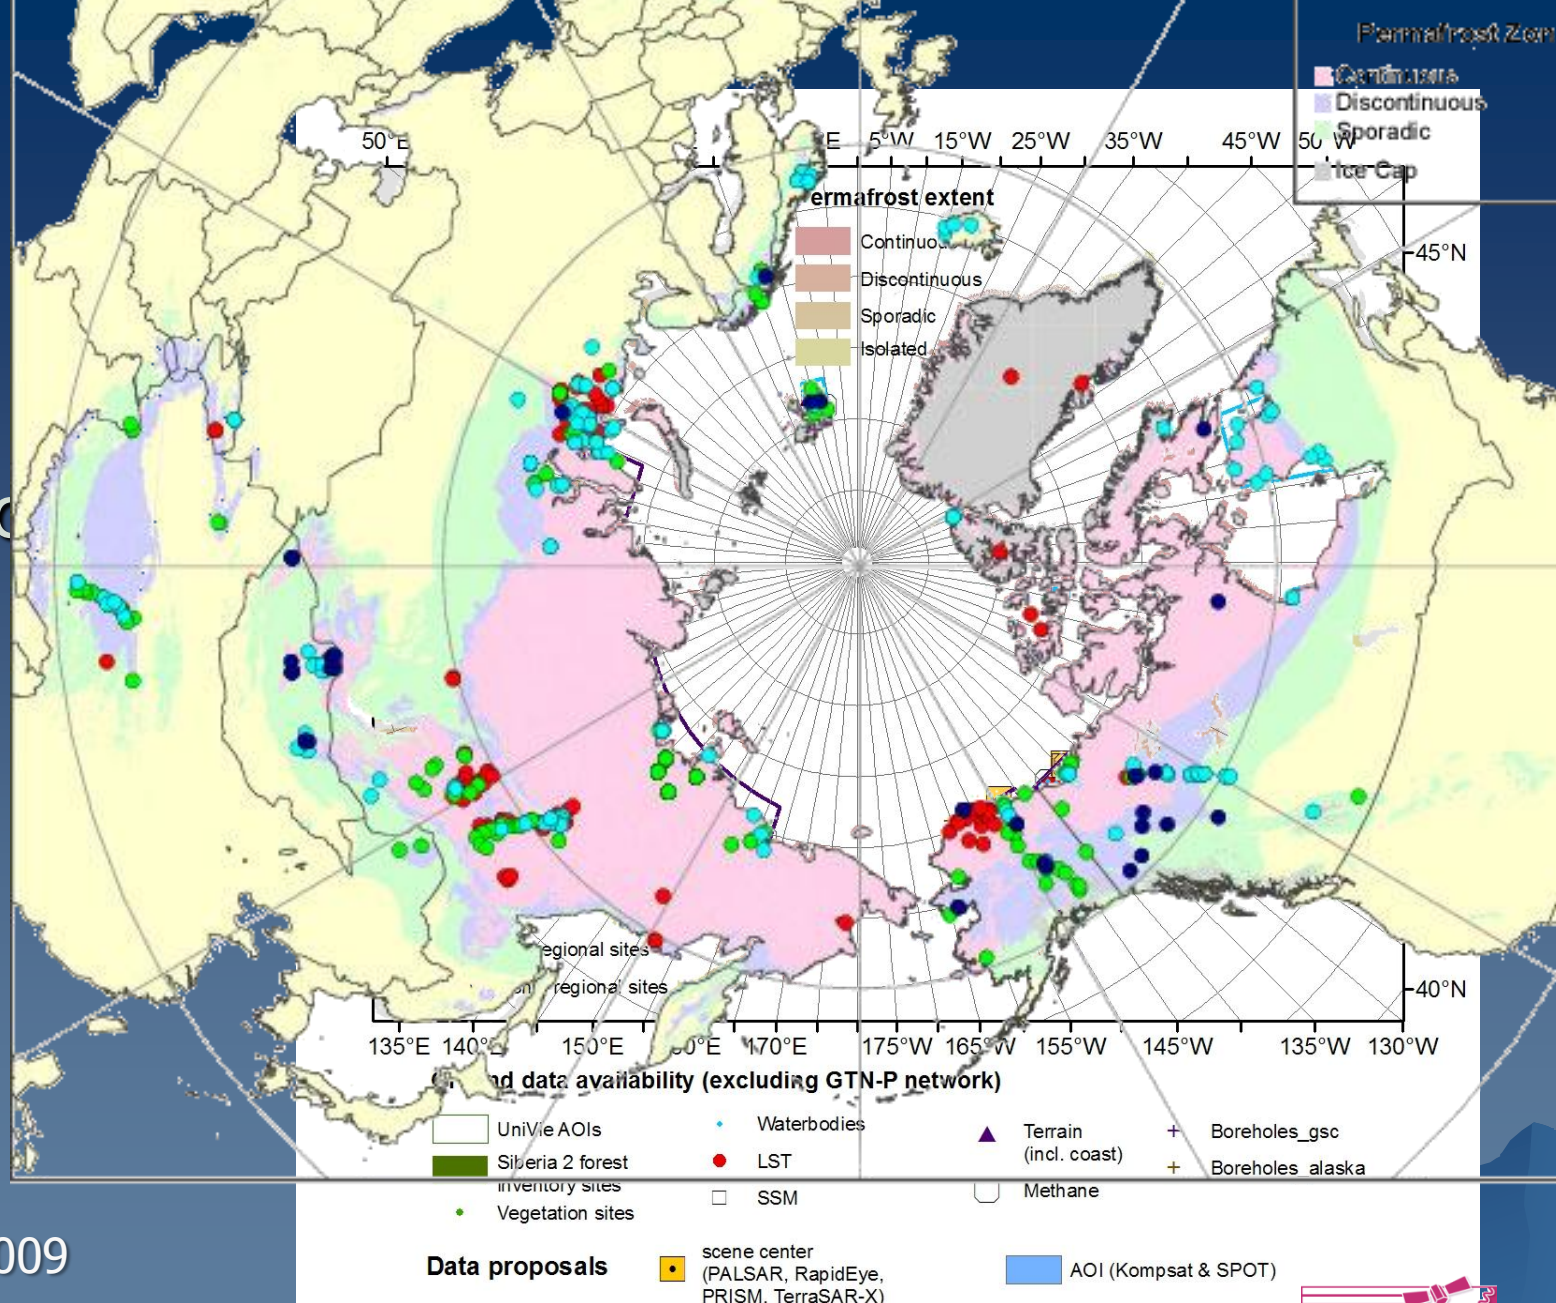 Permafrost Zon
Continuous
Discontinuous
Sporadic
Ice Cap
50°E
E 5°W 15°W 25°W 35°W 45°W 50°W
ermafrost extent
45°N
Continuou
Discontinuous
Sporadic
Isolated
egional sites
regional sites
40°N
135°E 140° 150°E 0°E 170°E 175°W 165°W 155°W 145°W 135°W 130°W
nd data availability (excluding GTN-P network)
UniVie AOIs
Siberia 2 forest
inventory sites
Vegetation sites
Waterbodies
LST
SSM
Terrain
(incl. coast)
Methane
Boreholes_gsc
Boreholes_alaska
009
Data proposals
scene center
(PALSAR, RapidEye,
PRISM, TerraSAR-X)
AOI (Kompsat & SPOT)